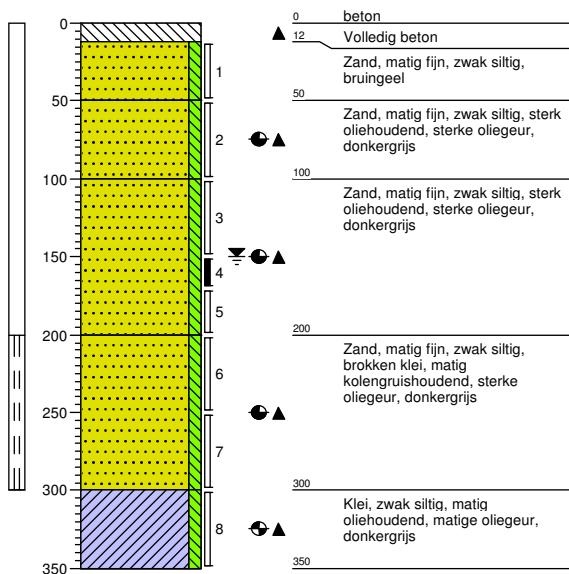 0
50
100
150
200
250
300
350
1
2
3
4
5
6
7
8
0
beton
12
Volledig beton
Zand, matig fijn, zwak siltig,
bruingeel
50
Zand, matig fijn, zwak siltig, sterk
oliehoudend, sterke oliegeur,
donkergrijs
100
Zand, matig fijn, zwak siltig, sterk
oliehoudend, sterke oliegeur,
donkergrijs
200
Zand, matig fijn, zwak siltig,
brokken klei, matig
kolengruishoudend, sterke
oliegeur, donkergrijs
300
Klei, zwak siltig, matig
oliehoudend, matige oliegeur,
donkergrijs
350